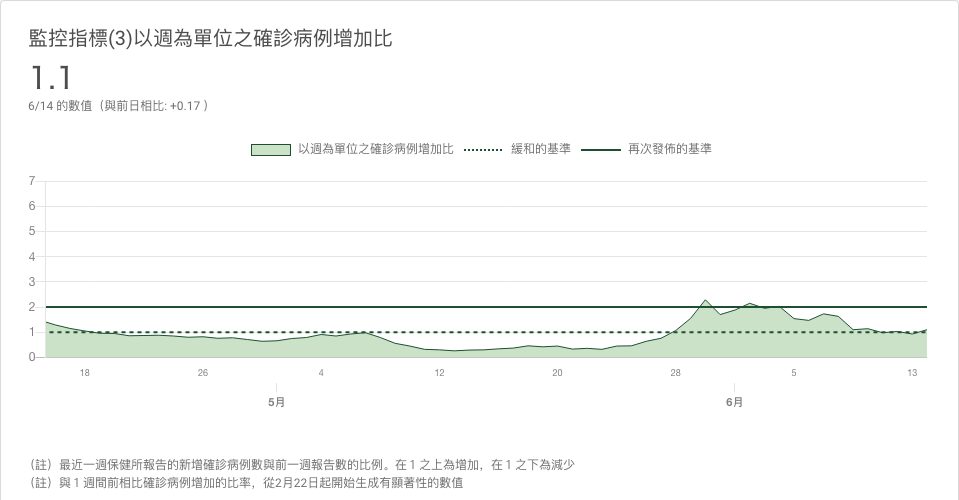 監控指標(3)以週為單位之確診病例增加比
1.1
6/14 的數值（與前日相比: +0.17 ）
以週為單位之確診病例增加比 緩和的基準 再次發佈的基準
7
6
5
4
3
2
1
0
18 26 4 12 20 28 5 13
5月 6月
（註）最近一週保健所報告的新增確診病例數與前一週報告數的比例。在 1 之上為增加，在 1 之下為減少
（註）與 1 週間前相比確診病例增加的比率，從2月22日起開始生成有顯著性的數值